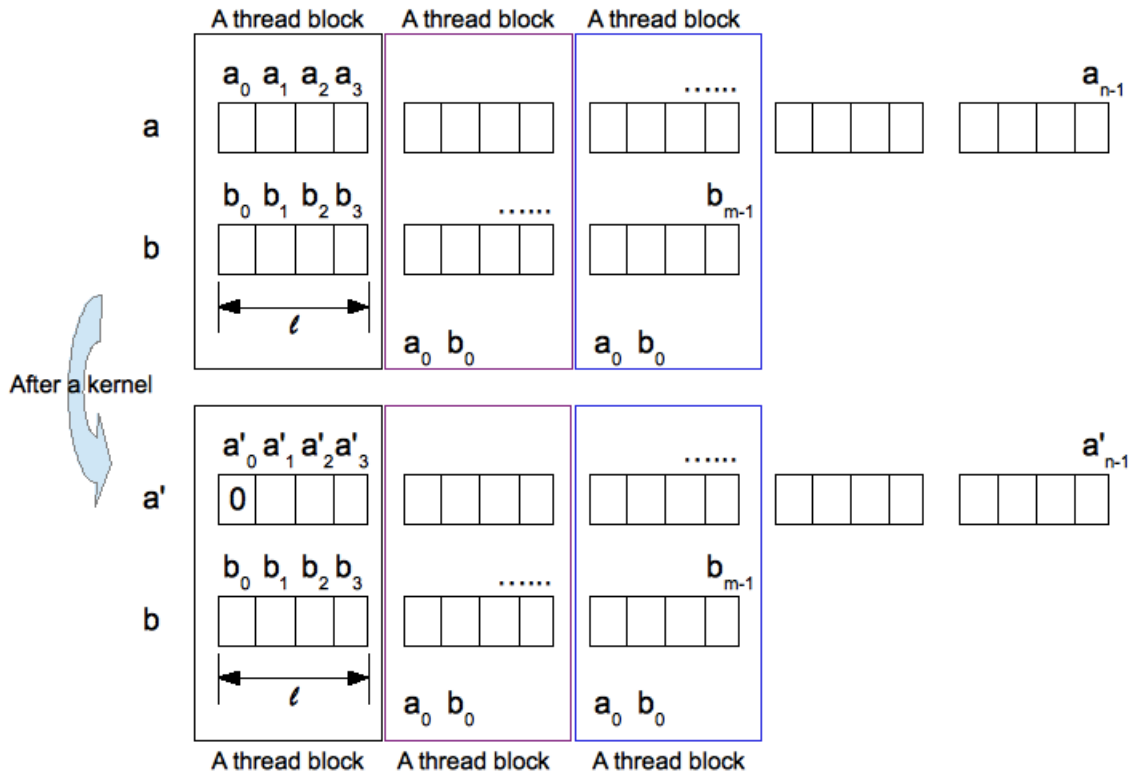 A thread block A thread block A thread block
a₀ a₁ a₂ a₃ ...... aₙ₋₁
a
b₀ b₁ b₂ b₃ ...... bₘ₋₁
b
ℓ
a₀ b₀ a₀ b₀
After a kernel
a'₀ a'₁ a'₂ a'₃ ...... a'ₙ₋₁
a' 0
b₀ b₁ b₂ b₃ ...... bₘ₋₁
b
ℓ
a₀ b₀ a₀ b₀
A thread block A thread block A thread block